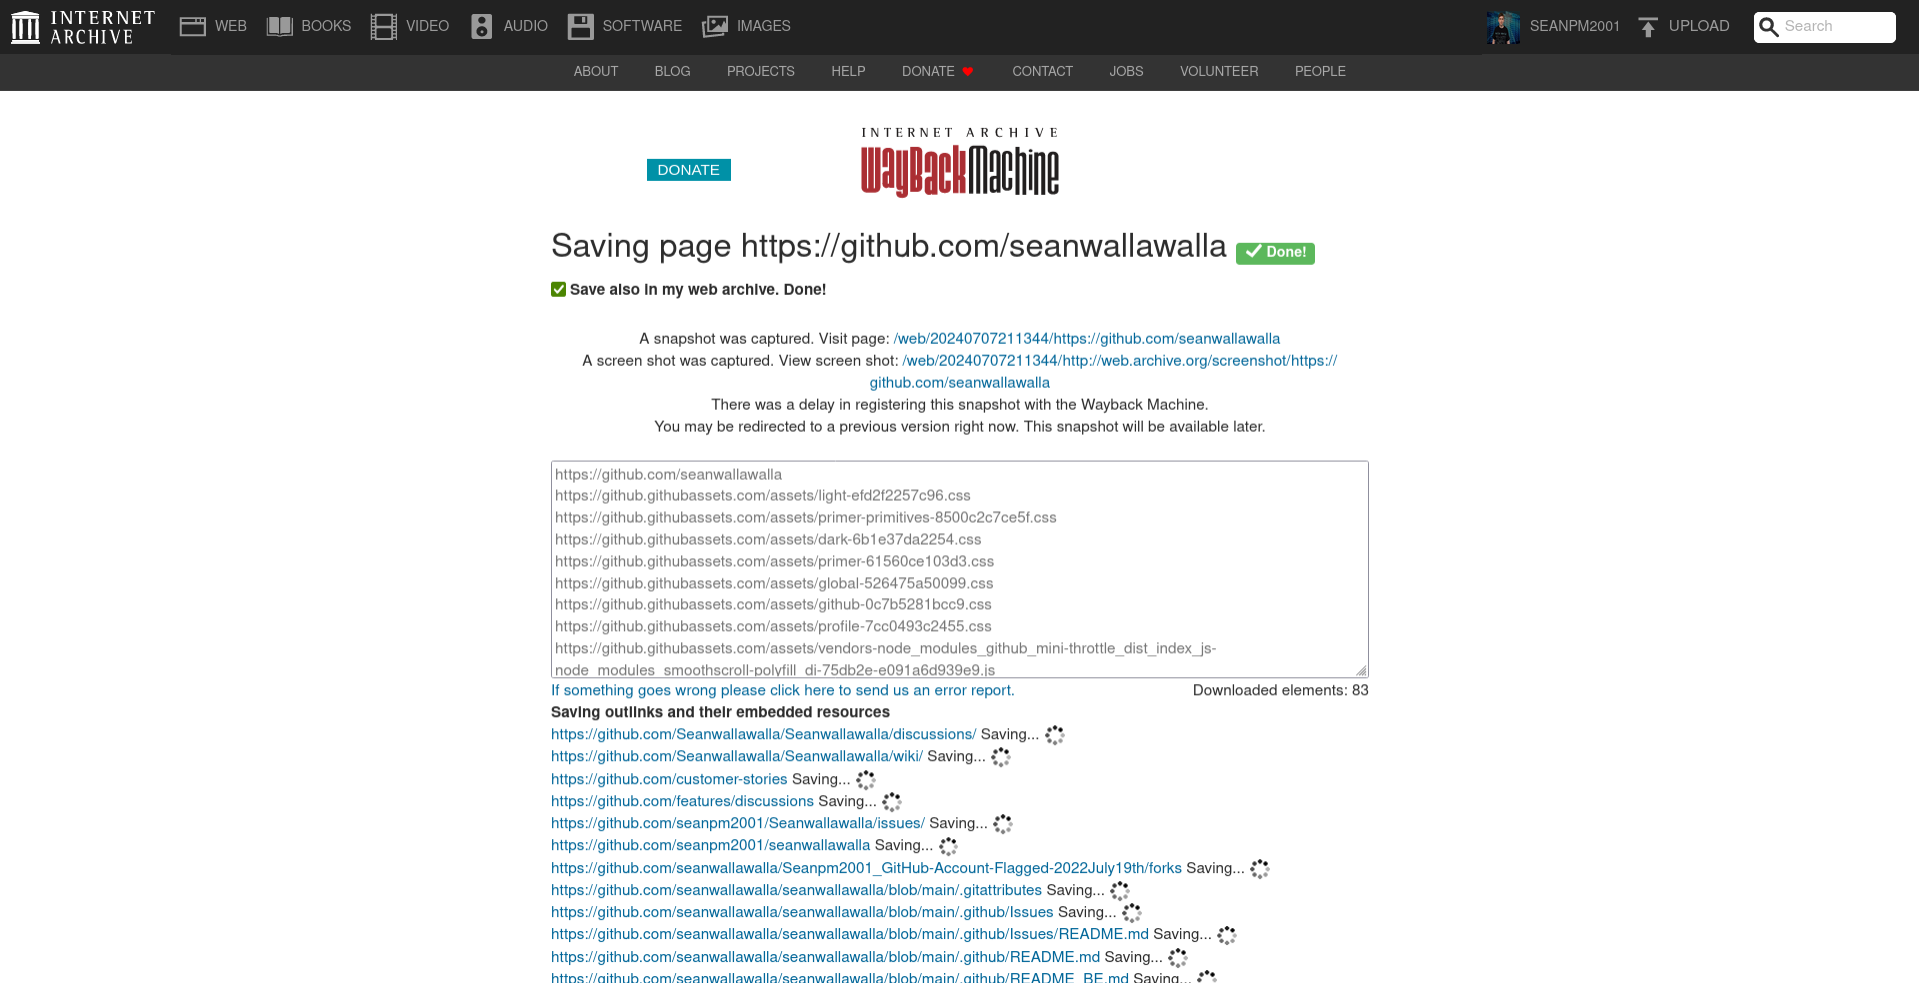 INTERNET ARCHIVE
WEB
BOOKS
VIDEO
AUDIO
SOFTWARE
IMAGES
SEANPM2001
UPLOAD
Search
ABOUT
BLOG
PROJECTS
HELP
DONATE
CONTACT
JOBS
VOLUNTEER
PEOPLE
DONATE
INTERNET ARCHIVE
WayBackMachine
Saving page https://github.com/seanwallawalla Done!
Save also in my web archive. Done!
A snapshot was captured. Visit page: /web/20240707211344/https://github.com/seanwallawalla
A screen shot was captured. View screen shot: /web/20240707211344/http://web.archive.org/screenshot/https://
github.com/seanwallawalla
There was a delay in registering this snapshot with the Wayback Machine.
You may be redirected to a previous version right now. This snapshot will be available later.
https://github.com/seanwallawalla
https://github.githubassets.com/assets/light-efd2f2257c96.css
https://github.githubassets.com/assets/primer-primitives-8500c2c7ce5f.css
https://github.githubassets.com/assets/dark-6b1e37da2254.css
https://github.githubassets.com/assets/primer-61560ce103d3.css
https://github.githubassets.com/assets/global-526475a50099.css
https://github.githubassets.com/assets/github-0c7b5281bcc9.css
https://github.githubassets.com/assets/profile-7cc0493c2455.css
https://github.githubassets.com/assets/vendors-node_modules_github_mini-throttle_dist_index_js-
node_modules_smoothscroll-polyfill_di-75db2e-e091a6d939e9.js
If something goes wrong please click here to send us an error report.
Downloaded elements: 83
Saving outlinks and their embedded resources
https://github.com/Seanwallawalla/Seanwallawalla/discussions/ Saving...
https://github.com/Seanwallawalla/Seanwallawalla/wiki/ Saving...
https://github.com/customer-stories Saving...
https://github.com/features/discussions Saving...
https://github.com/seanpm2001/Seanwallawalla/issues/ Saving...
https://github.com/seanpm2001/seanwallawalla Saving...
https://github.com/seanwallawalla/Seanpm2001_GitHub-Account-Flagged-2022July19th/forks Saving...
https://github.com/seanwallawalla/seanwallawalla/blob/main/.gitattributes Saving...
https://github.com/seanwallawalla/seanwallawalla/blob/main/.github/Issues Saving...
https://github.com/seanwallawalla/seanwallawalla/blob/main/.github/Issues/README.md Saving...
https://github.com/seanwallawalla/seanwallawalla/blob/main/.github/README.md Saving...
https://github.com/seanwallawalla/seanwallawalla/blob/main/.github/README_BE.md Saving...